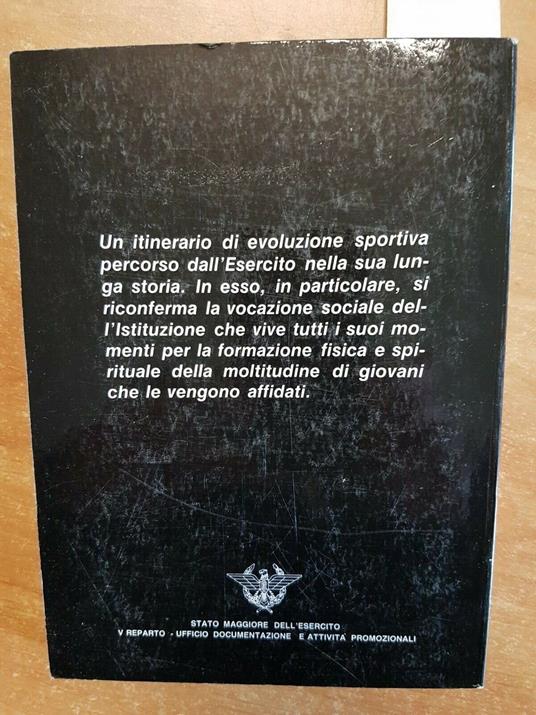 Un itinerario di evoluzione sportiva
percorso dall'Esercito nella sua lun-
ga storia. In esso, in particolare, si
riconferma la vocazione sociale del-
l'Istituzione che vive tutti i suoi mo-
menti per la formazione fisica e spi-
rituale della moltitudine di giovani
che le vengono affidati.
STATO MAGGIORE DELL'ESERCITO
V REPARTO - UFFICIO DOCUMENTAZIONE E ATTIVITA' PROMOZIONALI